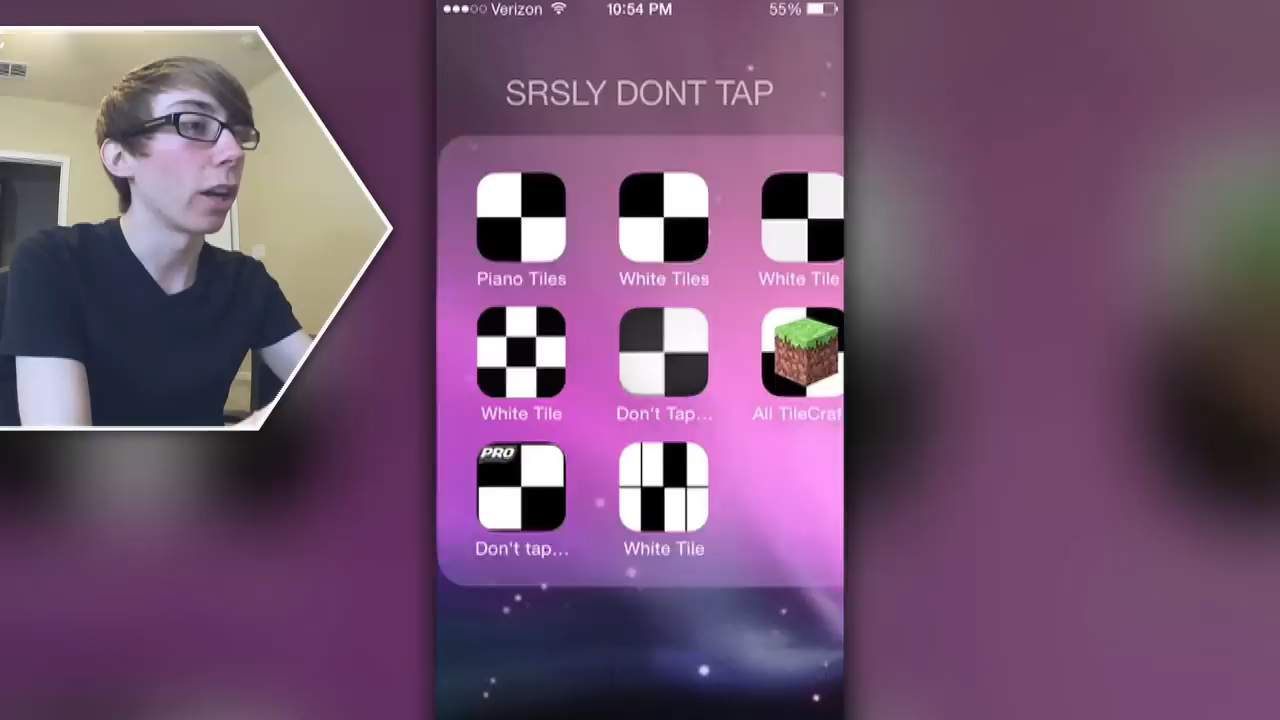 Verizon 10:54 PM 55%
SRSLY DONT TAP
Piano Tiles White Tiles White Tile
White Tile Don't Tap... All TileCraf
PRO
Don't tap... White Tile